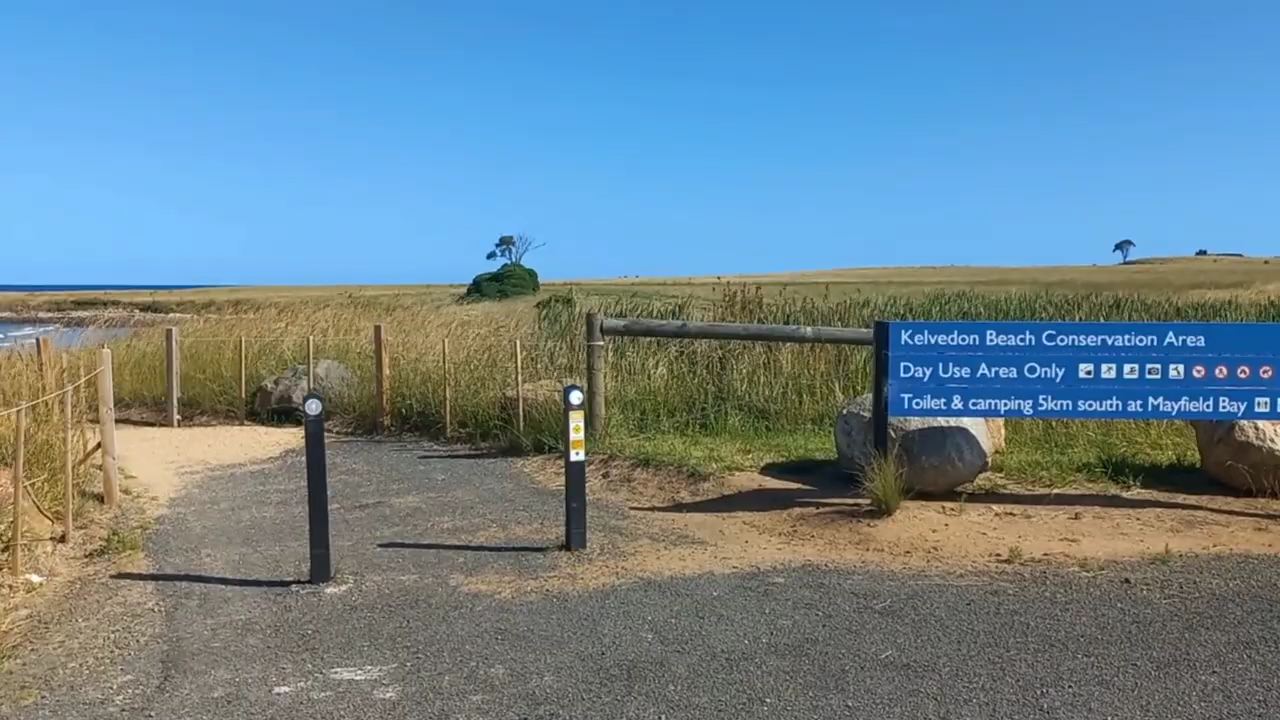 Kelvedon Beach Conservation Area
Day Use Area Only
Toilet & camping 5km south at Mayfield Bay